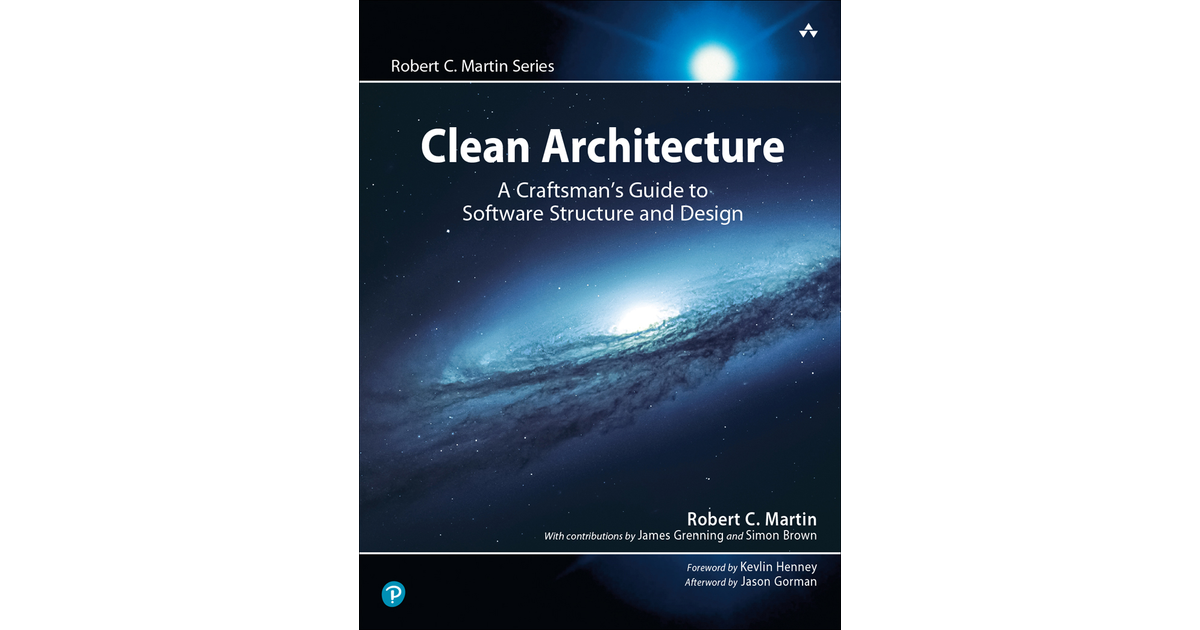 Robert C. Martin Series
Clean Architecture
A Craftsman's Guide to
Software Structure and Design
Robert C. Martin
With contributions by James Grenning and Simon Brown
Foreword by Kevlin Henney
Afterword by Jason Gorman